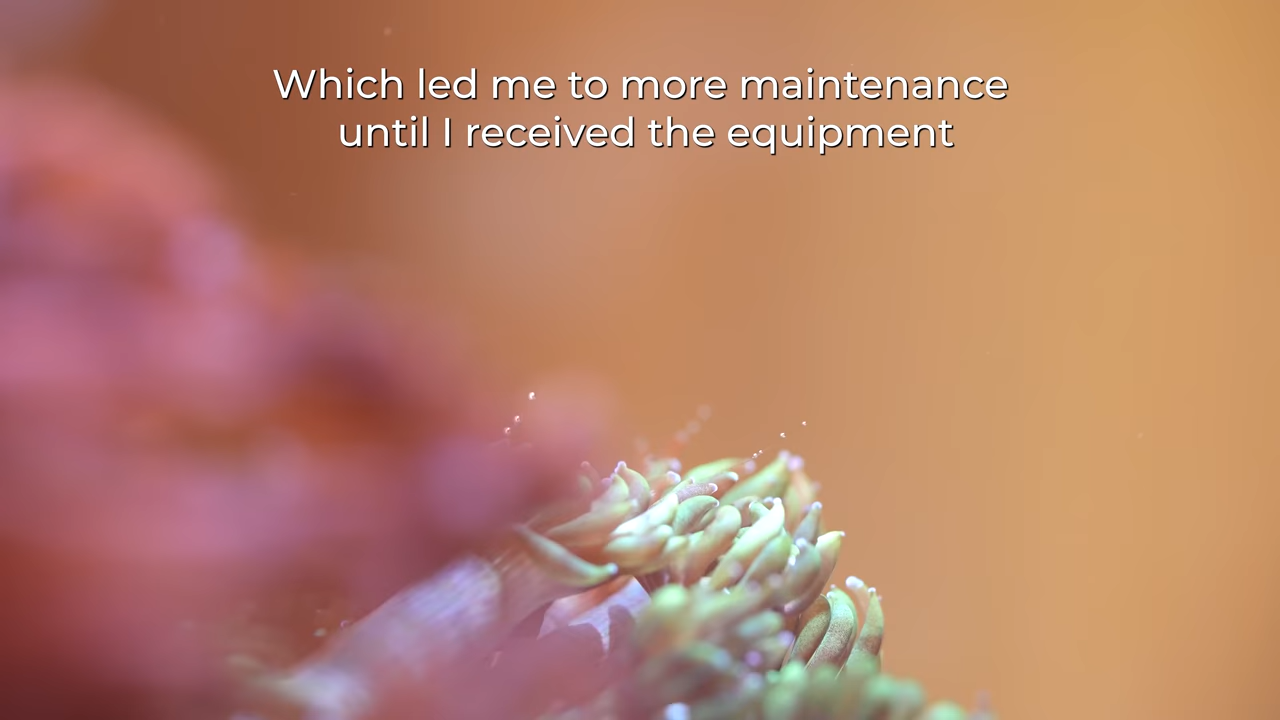 Which led me to more maintenance
until I received the equipment